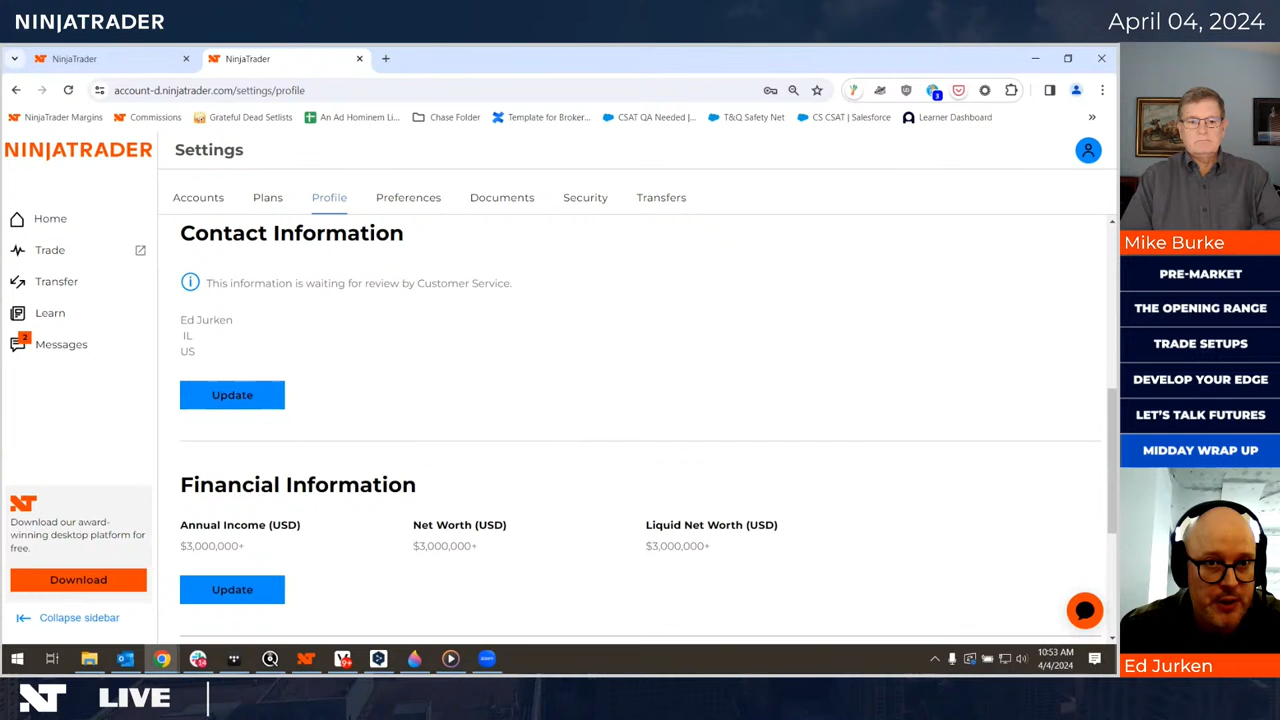 NINJATRADER
April 04, 2024
NinjaTrader
NinjaTrader
account-d.ninjatrader.com/settings/profile
3
NinjaTrader Margins
Commissions
Grateful Dead Setlists
An Ad Hominem Li...
Chase Folder
Template for Broker...
CSAT QA Needed |...
T&Q Safety Net
CS CSAT | Salesforce
Learner Dashboard
NINJATRADER
Settings
Accounts
Plans
Profile
Preferences
Documents
Security
Transfers
Home
Trade
Transfer
Learn
2
Messages
Contact Information
This information is waiting for review by Customer Service.
Ed Jurken
IL
US
Update
Financial Information
Annual Income (USD)
Net Worth (USD)
Liquid Net Worth (USD)
$3,000,000+
$3,000,000+
$3,000,000+
Update
Download our award-
winning desktop platform for
free.
Download
Collapse sidebar
Mike Burke
PRE-MARKET
THE OPENING RANGE
TRADE SETUPS
DEVELOP YOUR EDGE
LET'S TALK FUTURES
MIDDAY WRAP UP
Ed Jurken
10:53 AM
4/4/2024
LIVE